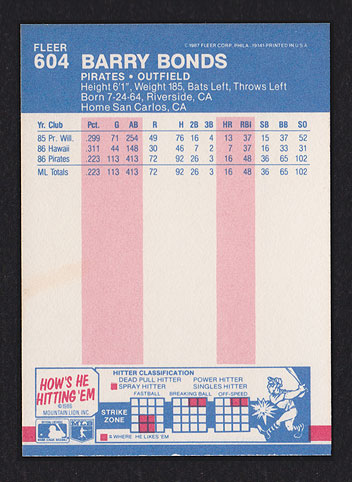 FLEER
604 BARRY BONDS
© 1987 FLEER CORP. PHILA. 19141-PRINTED IN U.S.A.
PIRATES • OUTFIELD
Height 6'1", Weight 185, Bats Left, Throws Left
Born 7-24-64, Riverside, CA
Home San Carlos, CA
Yr. Club Pct. G AB R H 2B 3B HR RBI SB BB SO
85 Pr. Wil. .299 71 254 49 76 16 4 13 37 15 37 52
86 Hawaii .311 44 148 30 46 7 2 7 37 16 33 31
86 Pirates .223 113 413 72 92 26 3 16 48 36 65 102
ML Totals .223 113 413 72 92 26 3 16 48 36 65 102
HOW'S HE
HITTING 'EM
© 1985
MOUNTAIN LION, INC.
HITTER CLASSIFICATION
DEAD PULL HITTER POWER HITTER
SPRAY HITTER SINGLES HITTER
FASTBALL BREAKING BALL OFF-SPEED
STRIKE
ZONE
= WHERE HE LIKES 'EM